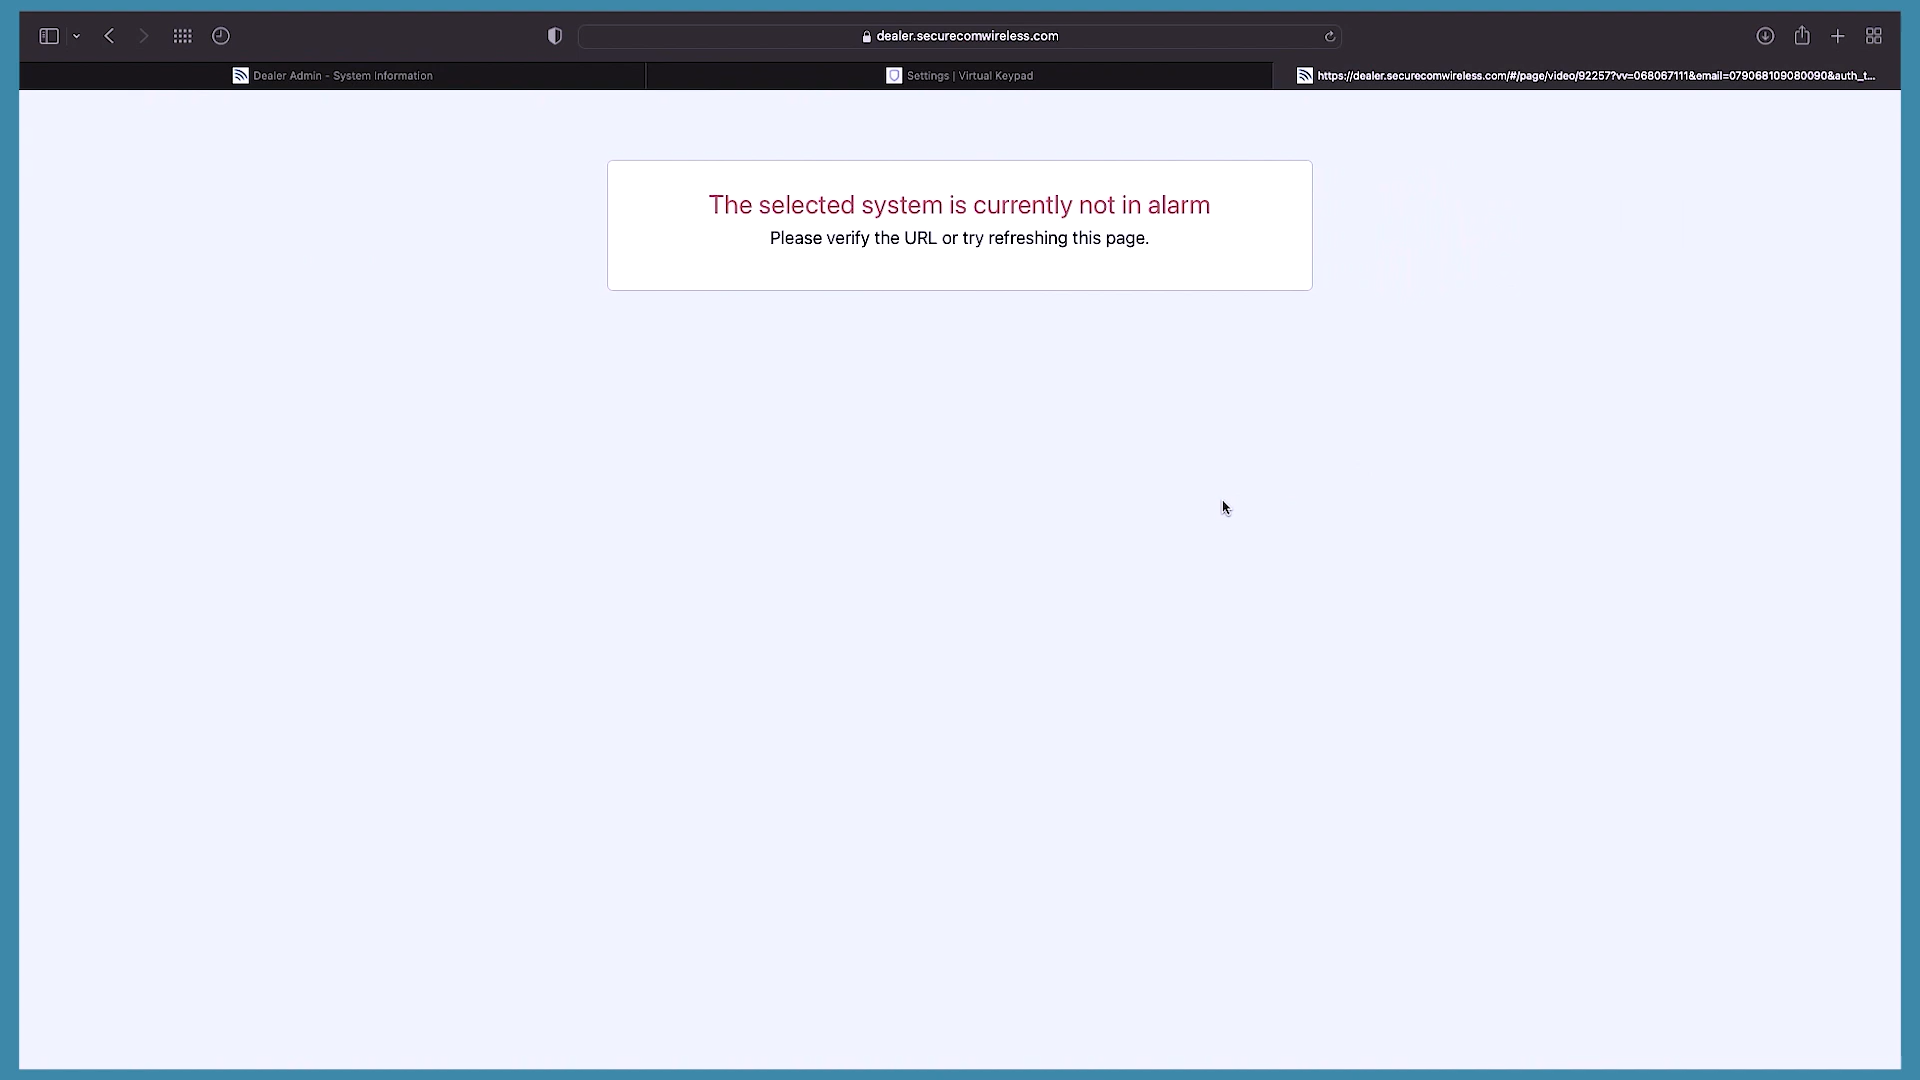 dealer.securecomwireless.com
Dealer Admin - System Information
Settings | Virtual Keypad
https://dealer.securecomwireless.com/#/page/video/92257?vv=068067111&email=079068109080090&auth_t...
The selected system is currently not in alarm
Please verify the URL or try refreshing this page.